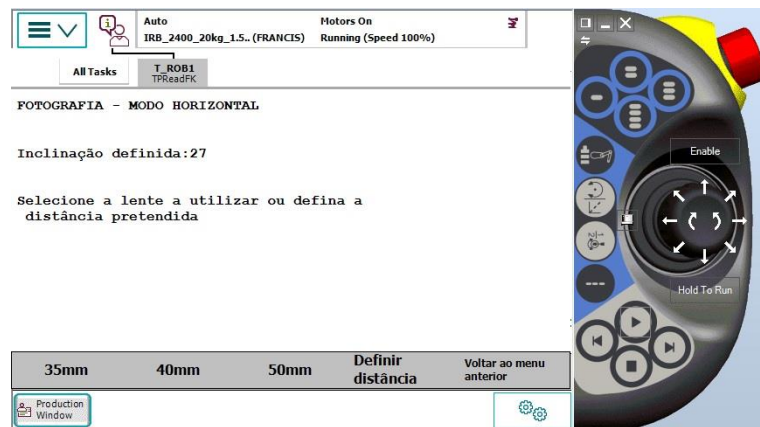 Auto
IRB_2400_20kg_1.5.. (FRANCIS)
Motors On
Running (Speed 100%)
All Tasks
T_ROB1
TPReadFK
FOTOGRAFIA - MODO HORIZONTAL
Inclinação definida:27
Selecione a lente a utilizar ou defina a
distância pretendida
35mm
40mm
50mm
Definir
distância
Voltar ao menu
anterior
Production
Window
Enable
Hold To Run